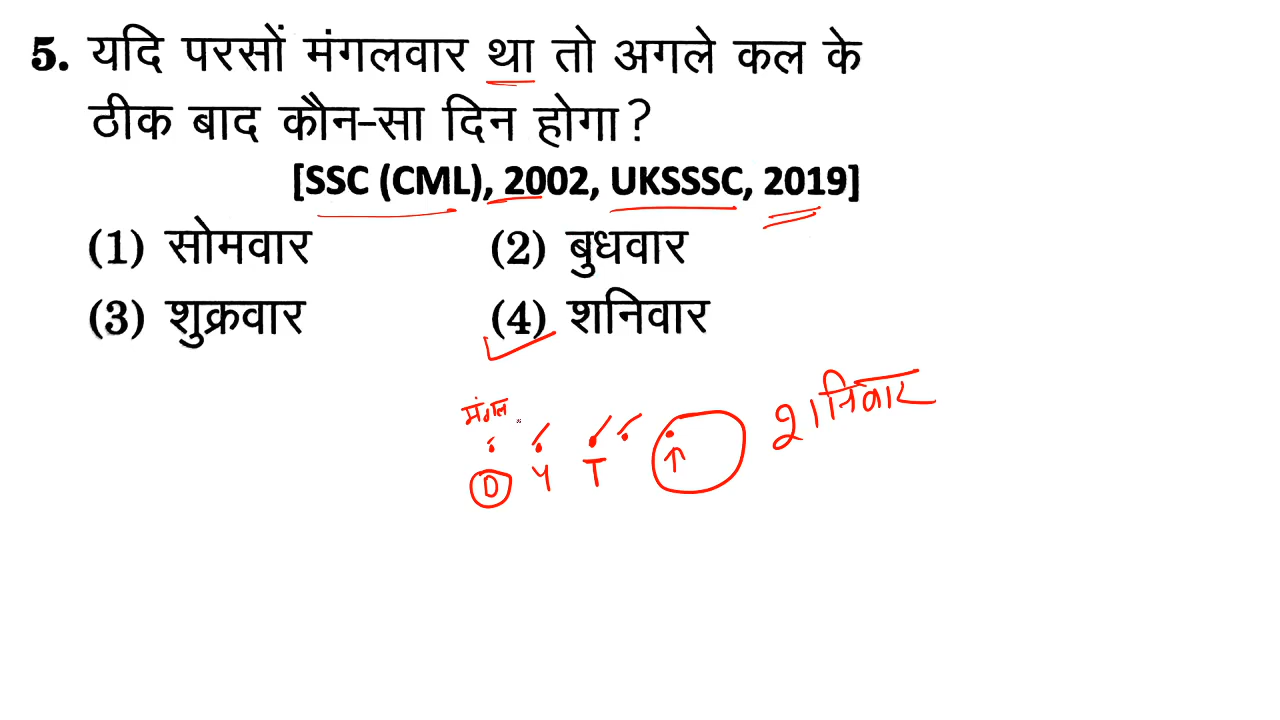 5. यदि परसों मंगलवार था तो अगले कल के
ठीक बाद कौन-सा दिन होगा?
[SSC (CML), 2002, UKSSSC, 2019]
(1) सोमवार (2) बुधवार
(3) शुक्रवार (4) शनिवार
मंगल शनिवार
D Y T